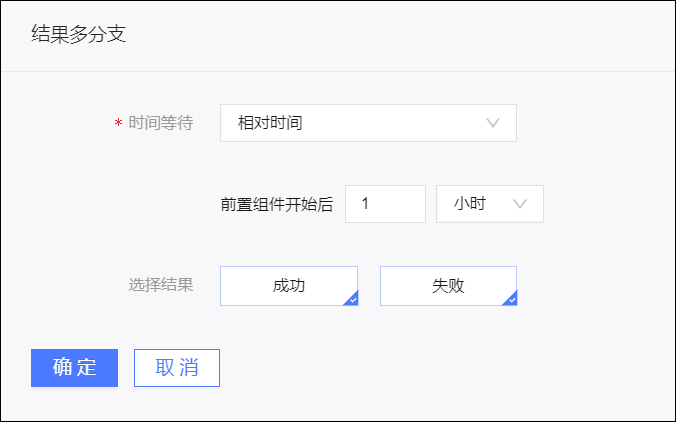 结果多分支
* 时间等待 相对时间
前置组件开始后 1 小时
选择结果 成功 失败
确定 取消